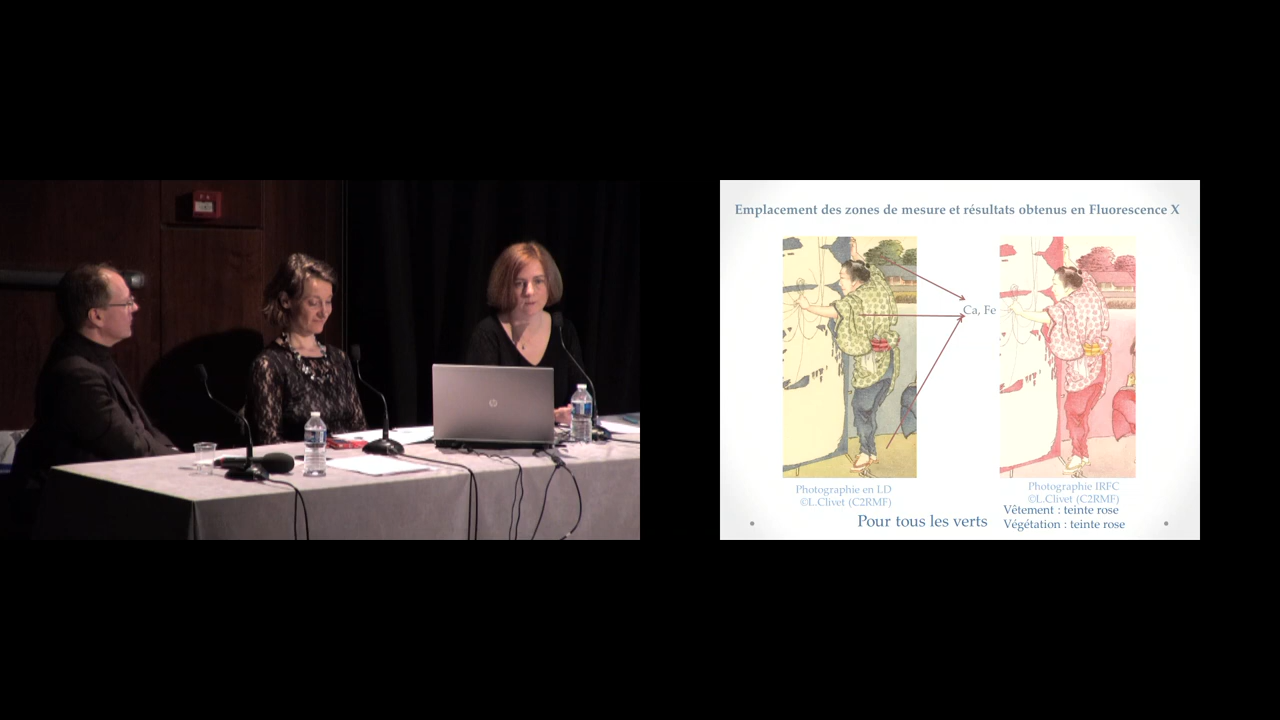 Emplacement des zones de mesure et résultats obtenus en Fluorescence X
Ca, Fe
Photographie en LD
©L.Clivet (C2RMF)
Photographie IRFC
©L.Clivet (C2RMF)
Pour tous les verts
Vêtement : teinte rose
Végétation : teinte rose
hp